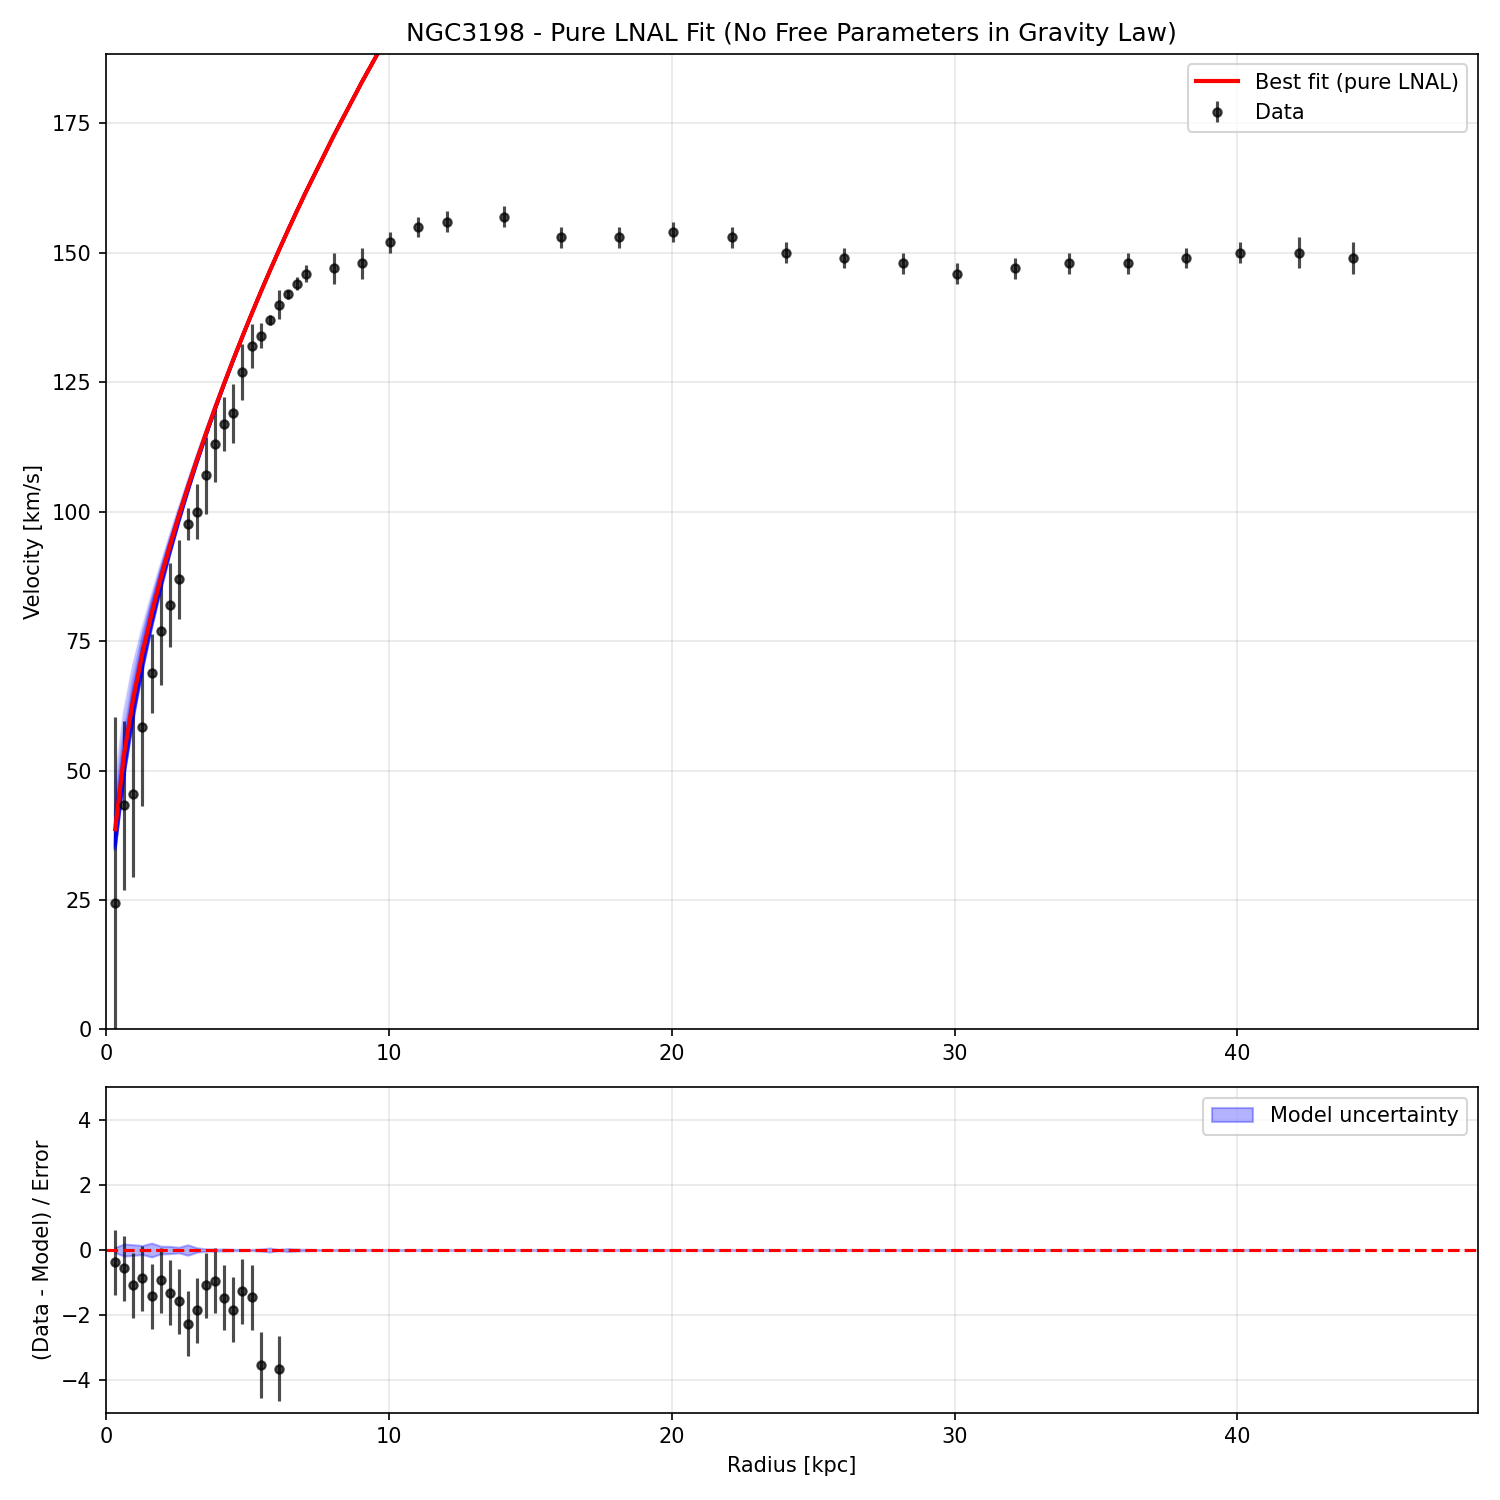 NGC3198 - Pure LNAL Fit (No Free Parameters in Gravity Law)
Best fit (pure LNAL)
Data
Velocity [km/s]
175
150
125
100
75
50
25
0
0 10 20 30 40
Model uncertainty
(Data - Model) / Error
4
2
0
−2
−4
0 10 20 30 40
Radius [kpc]